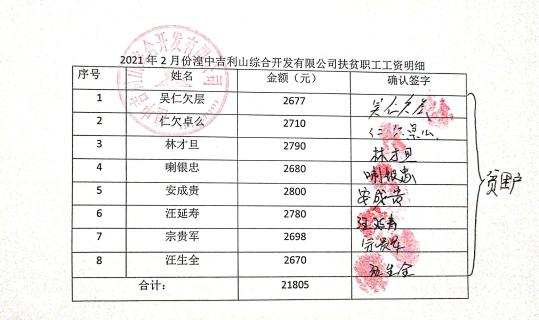 2021年2月份湟中吉利山综合开发有限公司扶贫职工工资明细
序号 姓名 金额（元） 确认签字
1 吴仁欠层 2677 吴仁欠层
2 仁欠卓么 2710 仁欠卓么
3 林才旦 2790 林才旦
4 喇银忠 2680 喇银忠
5 安成贵 2800 安成贵
6 汪延寿 2780 汪延寿
7 宗贵军 2698 宗贵军
8 汪生全 2670 汪生全
合计： 21805
贫困户